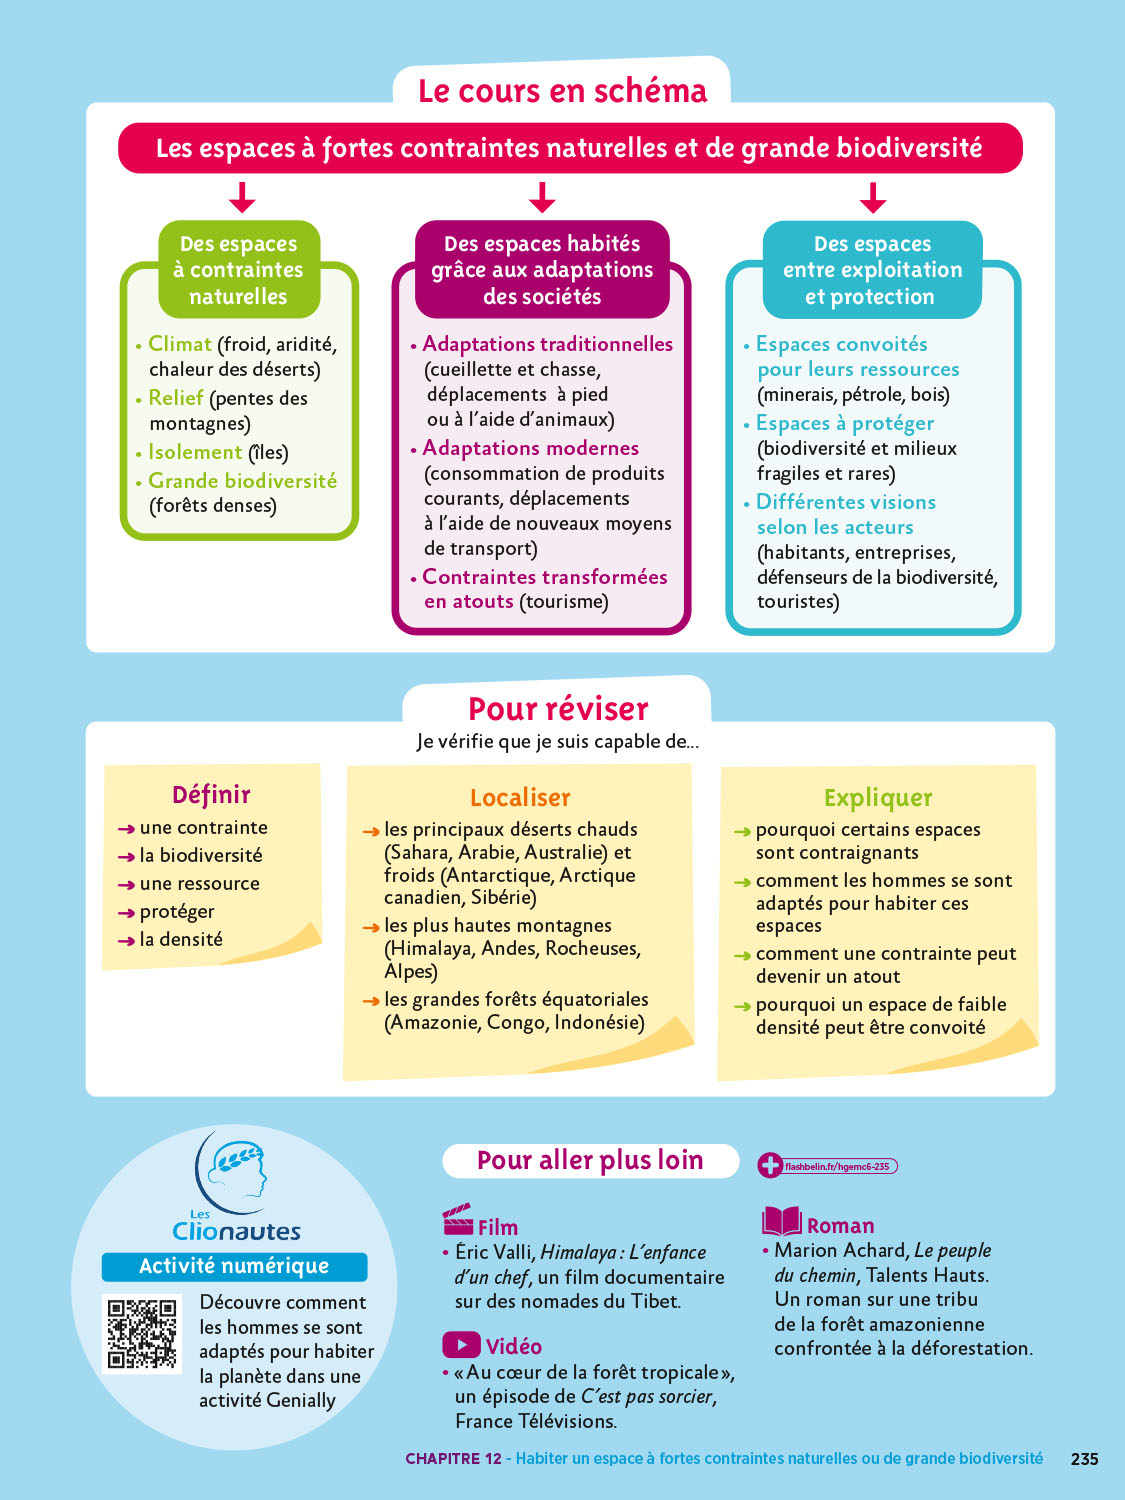 Le cours en schéma
Les espaces à fortes contraintes naturelles et de grande biodiversité
Des espaces
à contraintes
naturelles
• Climat (froid, aridité,
chaleur des déserts)
• Relief (pentes des
montagnes)
• Isolement (îles)
• Grande biodiversité
(forêts denses)
Des espaces habités
grâce aux adaptations
des sociétés
• Adaptations traditionnelles
(cueillette et chasse,
déplacements à pied
ou à l'aide d'animaux)
• Adaptations modernes
(consommation de produits
courants, déplacements
à l'aide de nouveaux moyens
de transport)
• Contraintes transformées
en atouts (tourisme)
Des espaces
entre exploitation
et protection
• Espaces convoités
pour leurs ressources
(minerais, pétrole, bois)
• Espaces à protéger
(biodiversité et milieux
fragiles et rares)
• Différentes visions
selon les acteurs
(habitants, entreprises,
défenseurs de la biodiversité,
touristes)
Pour réviser
Je vérifie que je suis capable de...
Définir
→ une contrainte
→ la biodiversité
→ une ressource
→ protéger
→ la densité
Localiser
→ les principaux déserts chauds
(Sahara, Arabie, Australie) et
froids (Antarctique, Arctique
canadien, Sibérie)
→ les plus hautes montagnes
(Himalaya, Andes, Rocheuses,
Alpes)
→ les grandes forêts équatoriales
(Amazonie, Congo, Indonésie)
Expliquer
→ pourquoi certains espaces
sont contraignants
→ comment les hommes se sont
adaptés pour habiter ces
espaces
→ comment une contrainte peut
devenir un atout
→ pourquoi un espace de faible
densité peut être convoité
Les
Clionautes
Activité numérique
Découvre comment
les hommes se sont
adaptés pour habiter
la planète dans une
activité Genially
Pour aller plus loin
flashbelin.fr/hgemc6-235
Film
• Éric Valli, Himalaya : L'enfance
d'un chef, un film documentaire
sur des nomades du Tibet.
Vidéo
• « Au cœur de la forêt tropicale »,
un épisode de C'est pas sorcier,
France Télévisions.
Roman
• Marion Achard, Le peuple
du chemin, Talents Hauts.
Un roman sur une tribu
de la forêt amazonienne
confrontée à la déforestation.
CHAPITRE 12 - Habiter un espace à fortes contraintes naturelles ou de grande biodiversité 235